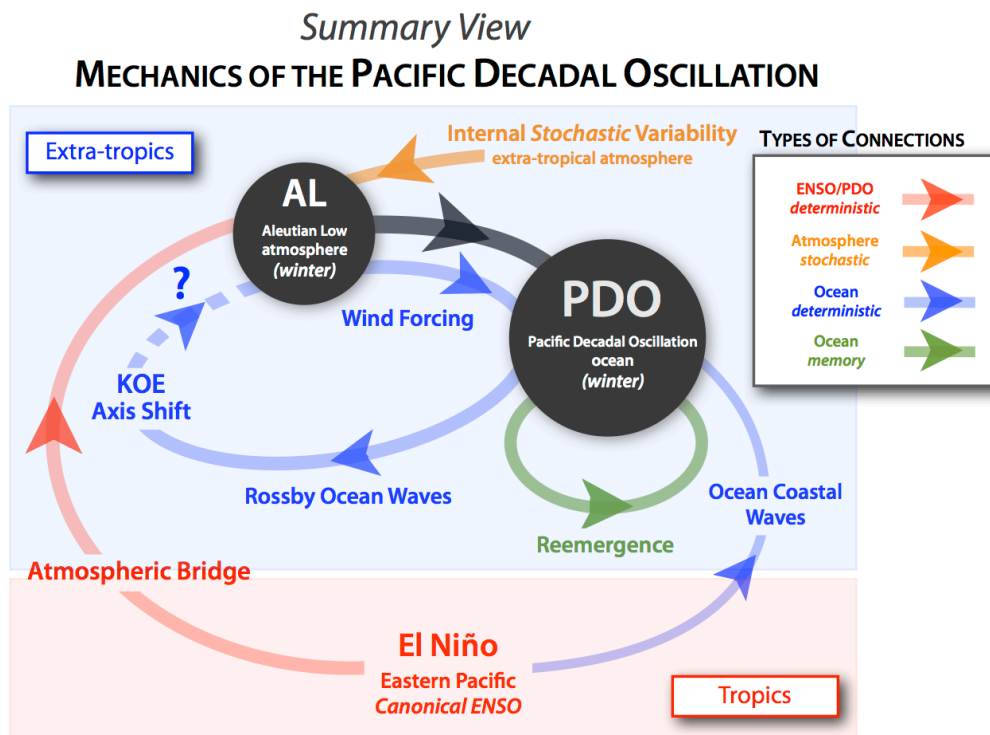 Summary View
MECHANICS OF THE PACIFIC DECADAL OSCILLATION
Extra-tropics
Internal Stochastic Variability
extra-tropical atmosphere
TYPES OF CONNECTIONS
ENSO/PDO
deterministic
Atmosphere
stochastic
Ocean
deterministic
Ocean
memory
AL
Aleutian Low
atmosphere
(winter)
?
Wind Forcing
PDO
Pacific Decadal Oscillation
ocean
(winter)
KOE
Axis Shift
Rossby Ocean Waves
Ocean Coastal
Waves
Reemergence
Atmospheric Bridge
El Niño
Eastern Pacific
Canonical ENSO
Tropics